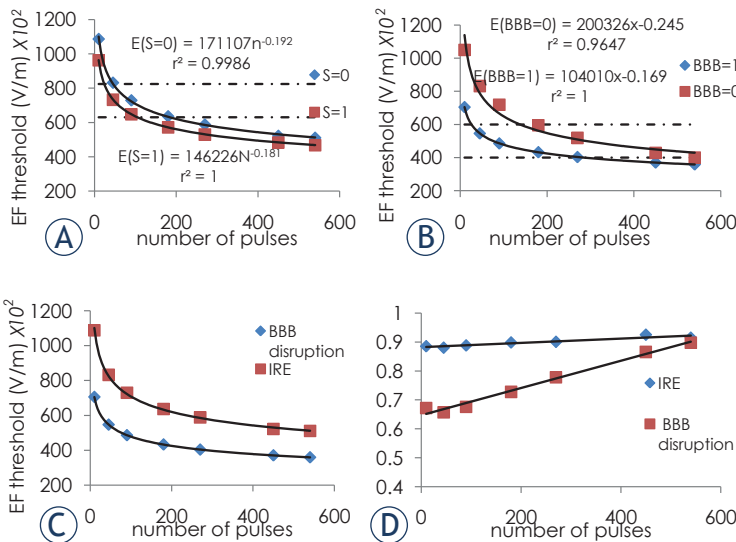 EF threshold (V/m) X10²
1200
1000
800
600
400
200
E(S=0) = 171107n⁻⁰·¹⁹²
r² = 0.9986
S=0
S=1
E(S=1) = 146226N⁻⁰·¹⁸¹
r² = 1
0
200
400
600
number of pulses
A
EF threshold (V/m) X10²
1200
1000
800
600
400
200
E(BBB=0) = 200326x-0.245
r² = 0.9647
BBB=1
E(BBB=1) = 104010x-0.169
BBB=0
r² = 1
0
200
400
600
number of pulses
B
EF threshold (V/m) X10²
1200
1000
800
600
400
200
BBB
disruption
IRE
0
200
400
600
number of pulses
C
1
0.9
0.8
0.7
0.6
0.5
0.4
IRE
BBB
disruption
0
200
400
600
number of pulses
D